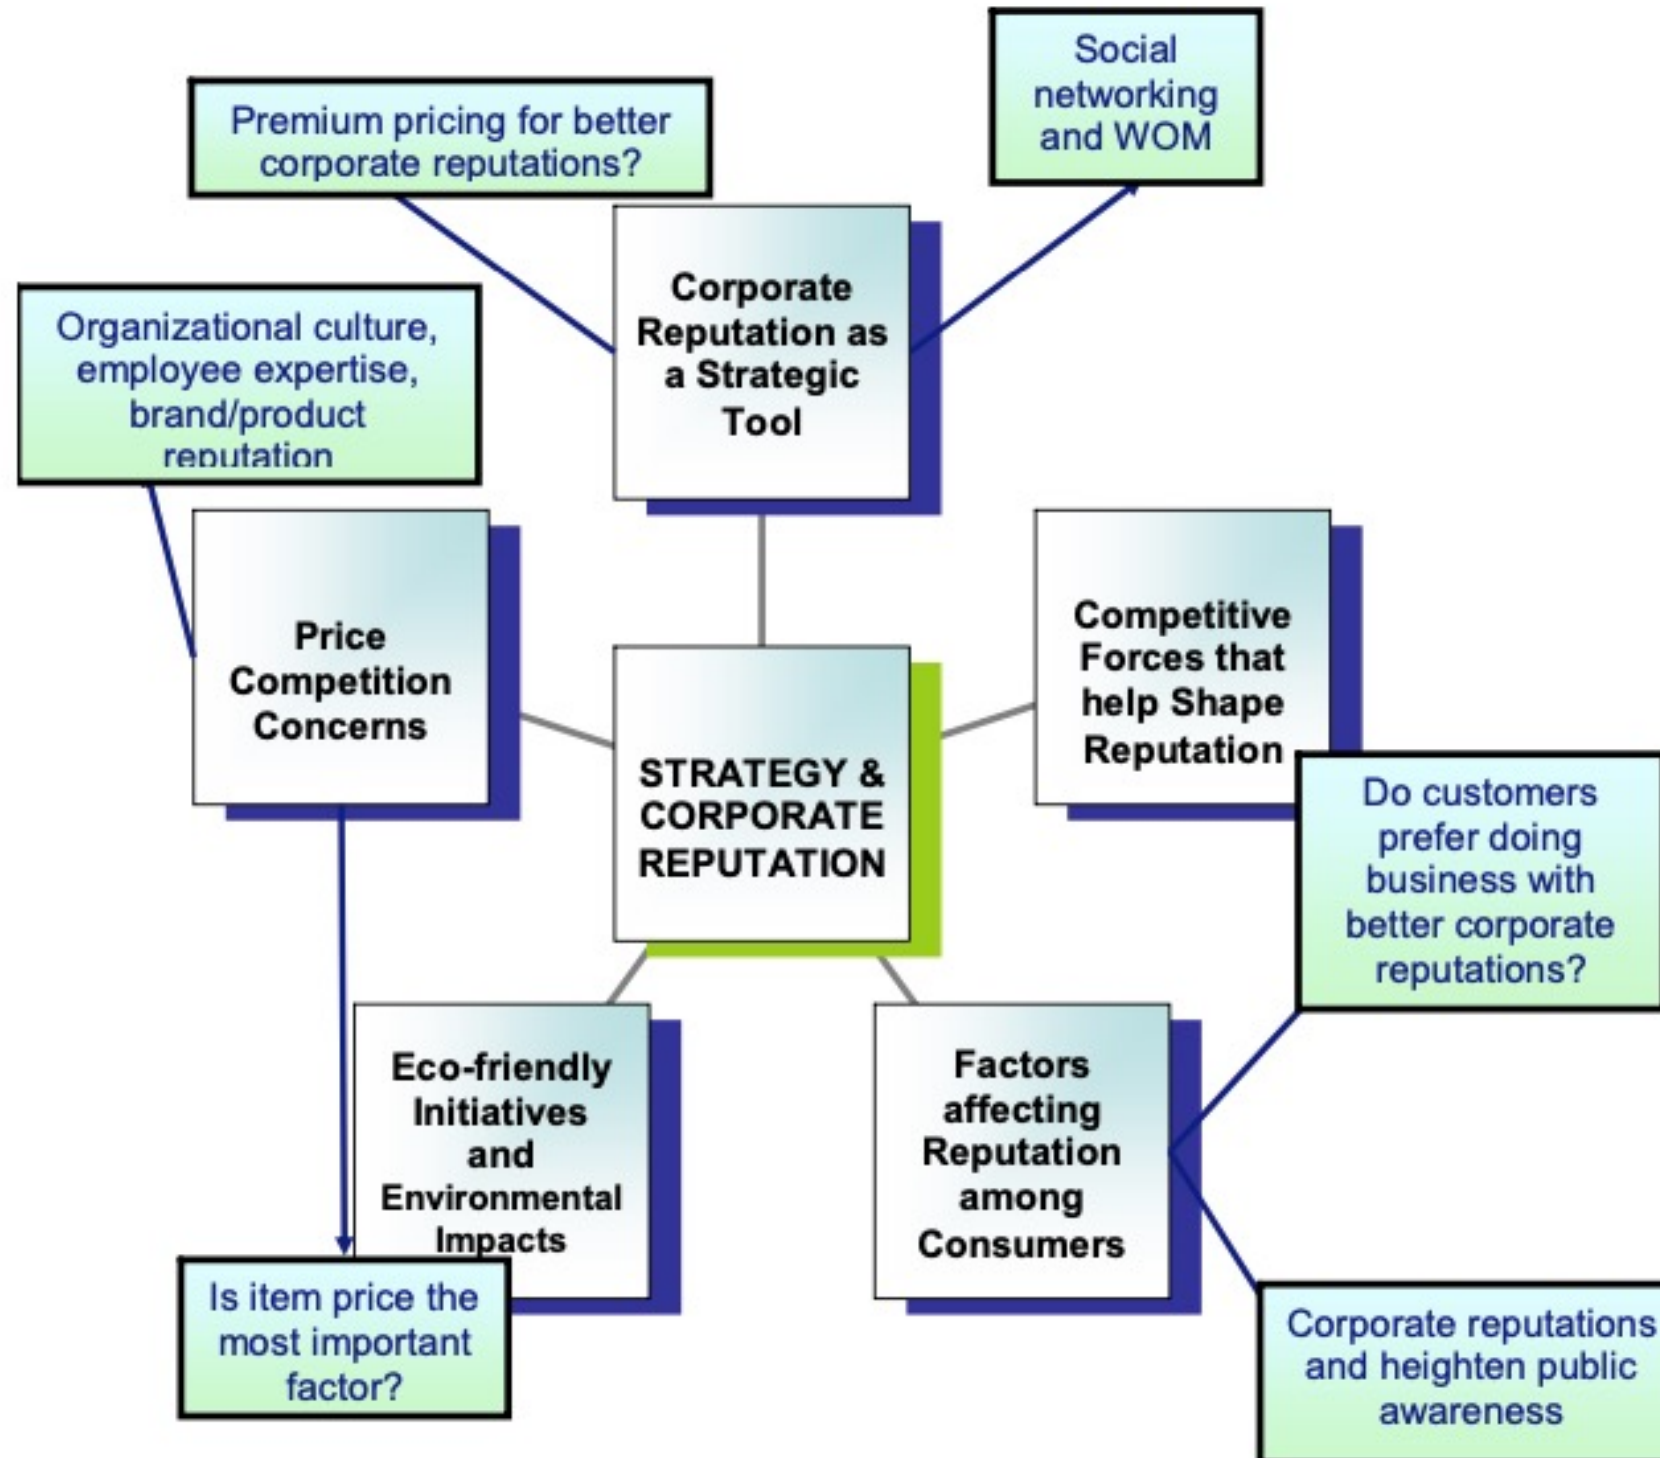 Social
networking
and WOM
Premium pricing for better
corporate reputations?
Corporate
Reputation as
a Strategic
Tool
Organizational culture,
employee expertise,
brand/product
reputation
Price
Competition
Concerns
Competitive
Forces that
help Shape
Reputation
STRATEGY &
CORPORATE
REPUTATION
Do customers
prefer doing
business with
better corporate
reputations?
Eco-friendly
Initiatives
and
Environmental
Impacts
Factors
affecting
Reputation
among
Consumers
Is item price the
most important
factor?
Corporate reputations
and heighten public
awareness